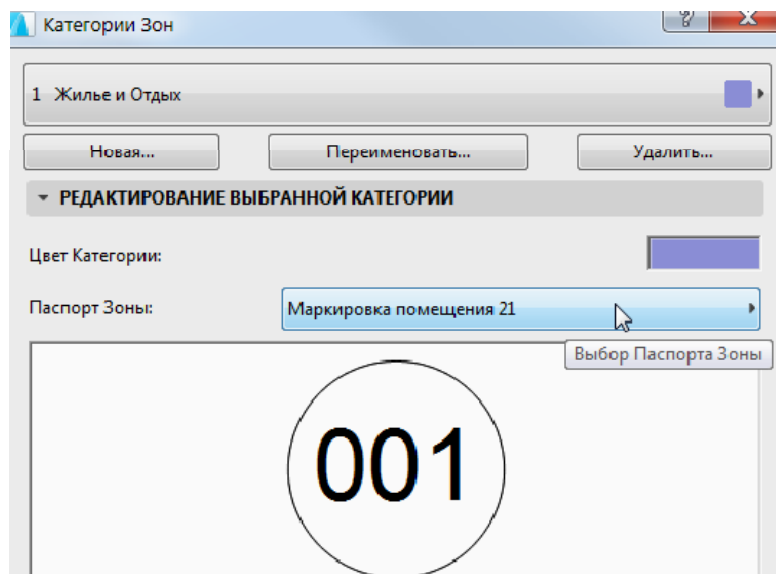 Категории Зон
1 Жилье и Отдых
Новая... Переименовать... Удалить...
РЕДАКТИРОВАНИЕ ВЫБРАННОЙ КАТЕГОРИИ
Цвет Категории:
Паспорт Зоны: Маркировка помещения 21
Выбор Паспорта Зоны
001